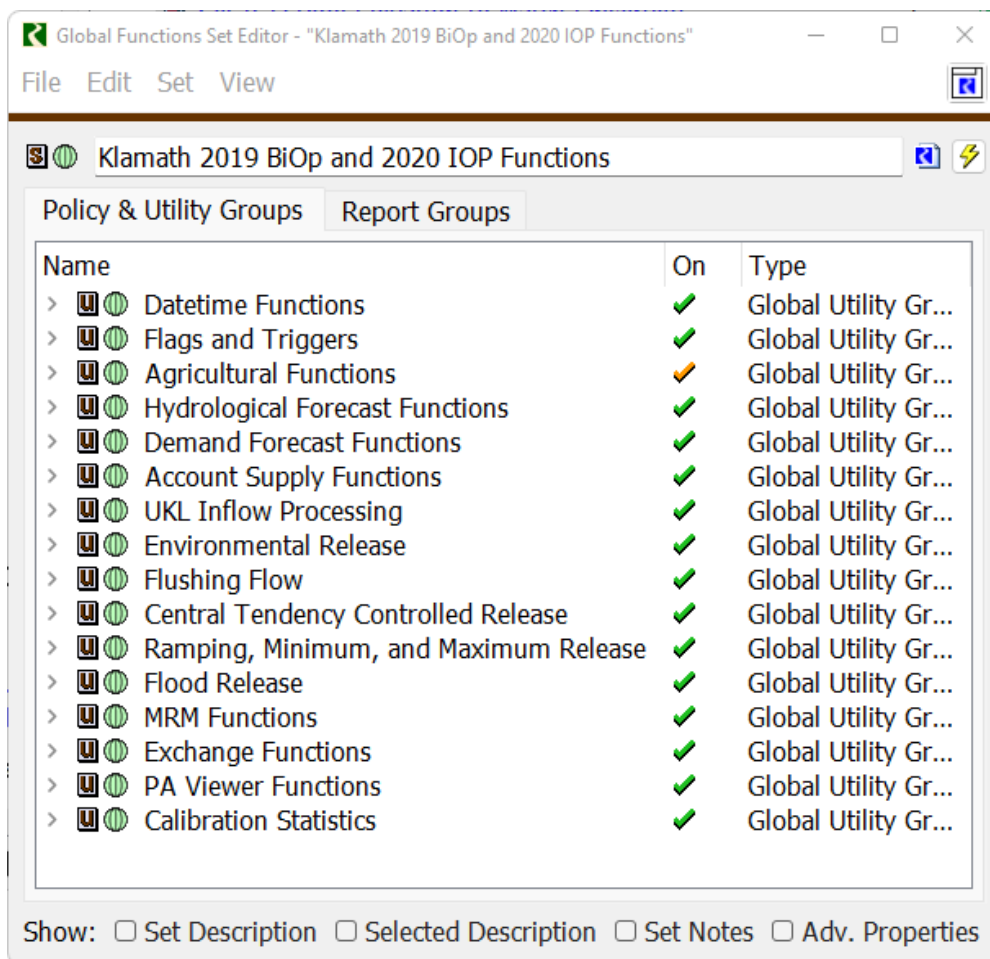 Global Functions Set Editor - "Klamath 2019 BiOp and 2020 IOP Functions"
File Edit Set View
S Klamath 2019 BiOp and 2020 IOP Functions
Policy & Utility Groups Report Groups
Name On Type
U Datetime Functions Global Utility Gr...
U Flags and Triggers Global Utility Gr...
U Agricultural Functions Global Utility Gr...
U Hydrological Forecast Functions Global Utility Gr...
U Demand Forecast Functions Global Utility Gr...
U Account Supply Functions Global Utility Gr...
U UKL Inflow Processing Global Utility Gr...
U Environmental Release Global Utility Gr...
U Flushing Flow Global Utility Gr...
U Central Tendency Controlled Release Global Utility Gr...
U Ramping, Minimum, and Maximum Release Global Utility Gr...
U Flood Release Global Utility Gr...
U MRM Functions Global Utility Gr...
U Exchange Functions Global Utility Gr...
U PA Viewer Functions Global Utility Gr...
U Calibration Statistics Global Utility Gr...
Show: Set Description Selected Description Set Notes Adv. Properties